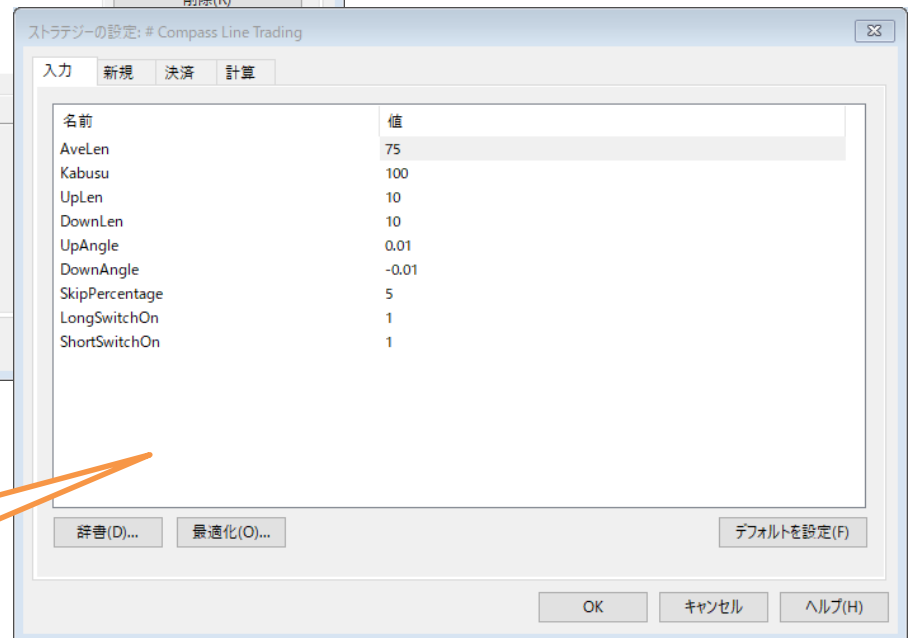 削除(R)
ストラテジーの設定: # Compass Line Trading
入力 新規 決済 計算
名前 値
AveLen 75
Kabusu 100
UpLen 10
DownLen 10
UpAngle 0.01
DownAngle -0.01
SkipPercentage 5
LongSwitchOn 1
ShortSwitchOn 1
辞書(D)... 最適化(O)... デフォルトを設定(F)
OK キャンセル ヘルプ(H)